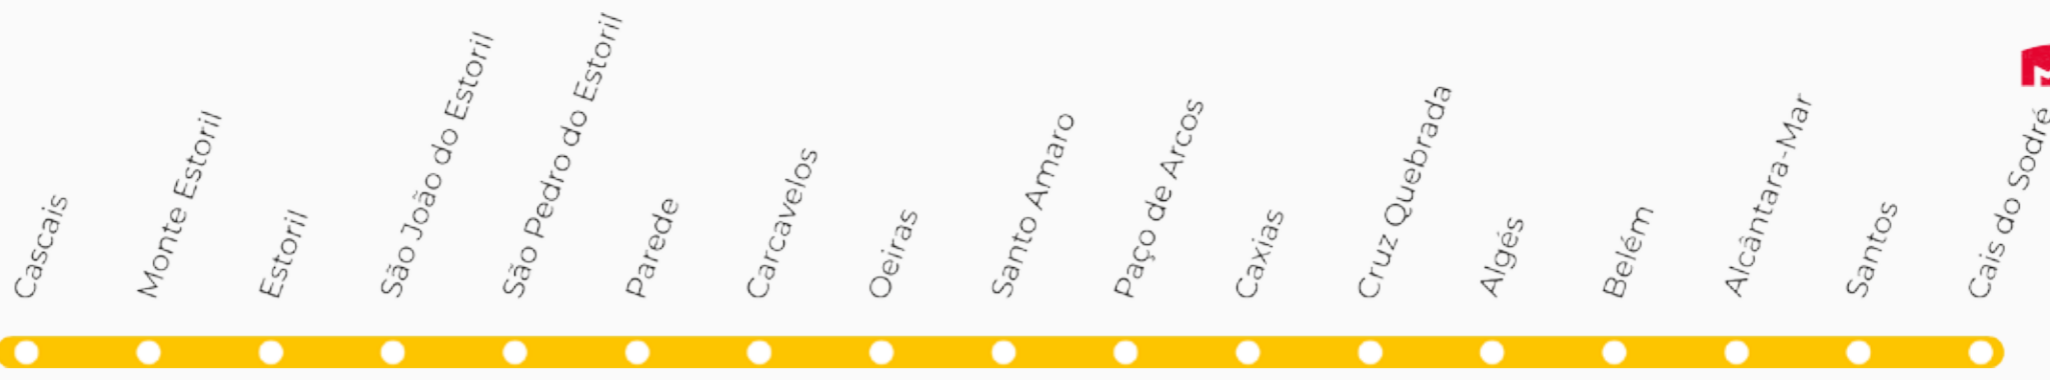 Cascais
Monte Estoril
Estoril
São João do Estoril
São Pedro do Estoril
Parede
Carcavelos
Oeiras
Santo Amaro
Paço de Arcos
Caxias
Cruz Quebrada
Algés
Belém
Alcântara-Mar
Santos
Cais do Sodré